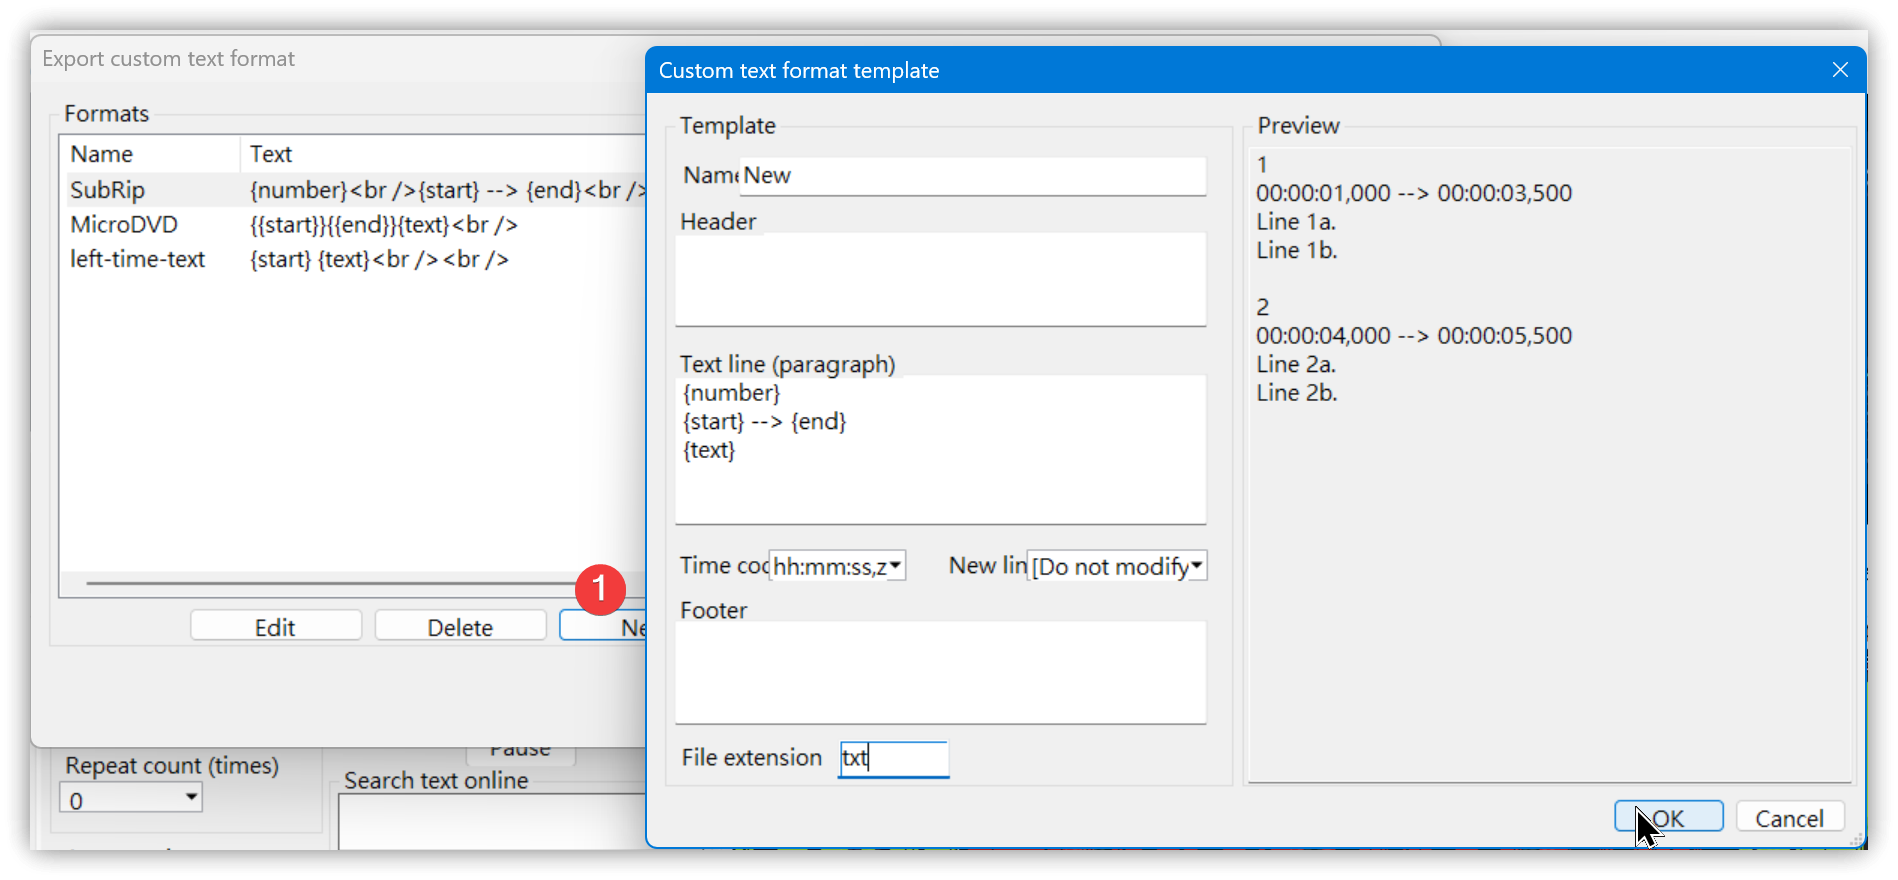 Export custom text format
Formats
Name Text
SubRip {number}<br />{start} --> {end}<br />
MicroDVD {{start}}{{end}}{text}<br />
left-time-text {start} {text}<br /><br />
1
Edit Delete Ne
Pause
Repeat count (times)
0
Search text online
Custom text format template
Template
Name New
Header
Text line (paragraph)
{number}
{start} --> {end}
{text}
Time coc hh:mm:ss,z New lin [Do not modify
Footer
File extension txt
Preview
1
00:00:01,000 --> 00:00:03,500
Line 1a.
Line 1b.
2
00:00:04,000 --> 00:00:05,500
Line 2a.
Line 2b.
OK Cancel